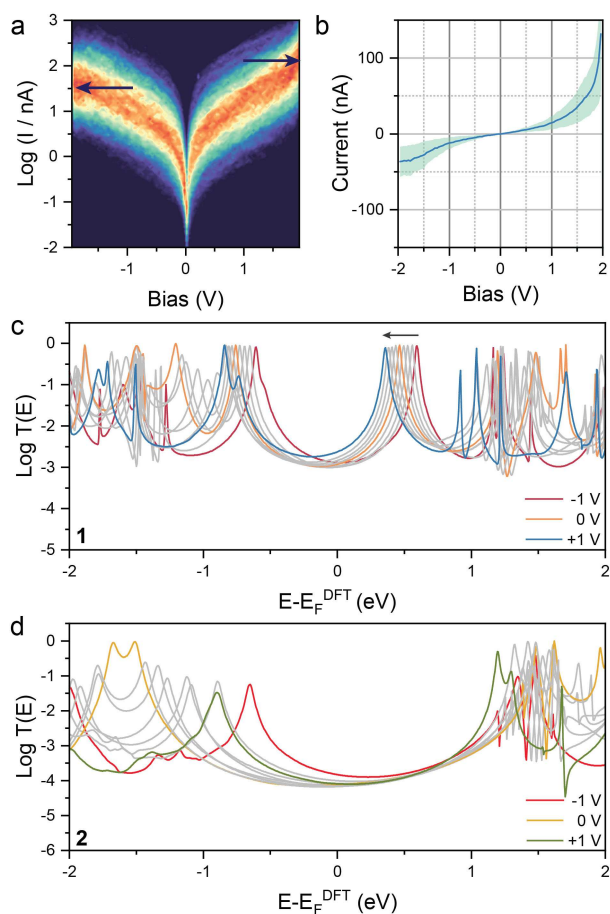 a
3
2
1
0
-1
-2
Log (I / nA)
-1 0 1
Bias (V)
b
100
0
-100
Current (nA)
-2 -1 0 1 2
Bias (V)
c
0
-1
-2
-3
-4
-5
Log T(E)
1
-1 V
0 V
+1 V
-2 -1 0 1 2
E-E_F^DFT (eV)
d
0
-1
-2
-3
-4
-5
-6
Log T(E)
2
-1 V
0 V
+1 V
-2 -1 0 1 2
E-E_F^DFT (eV)